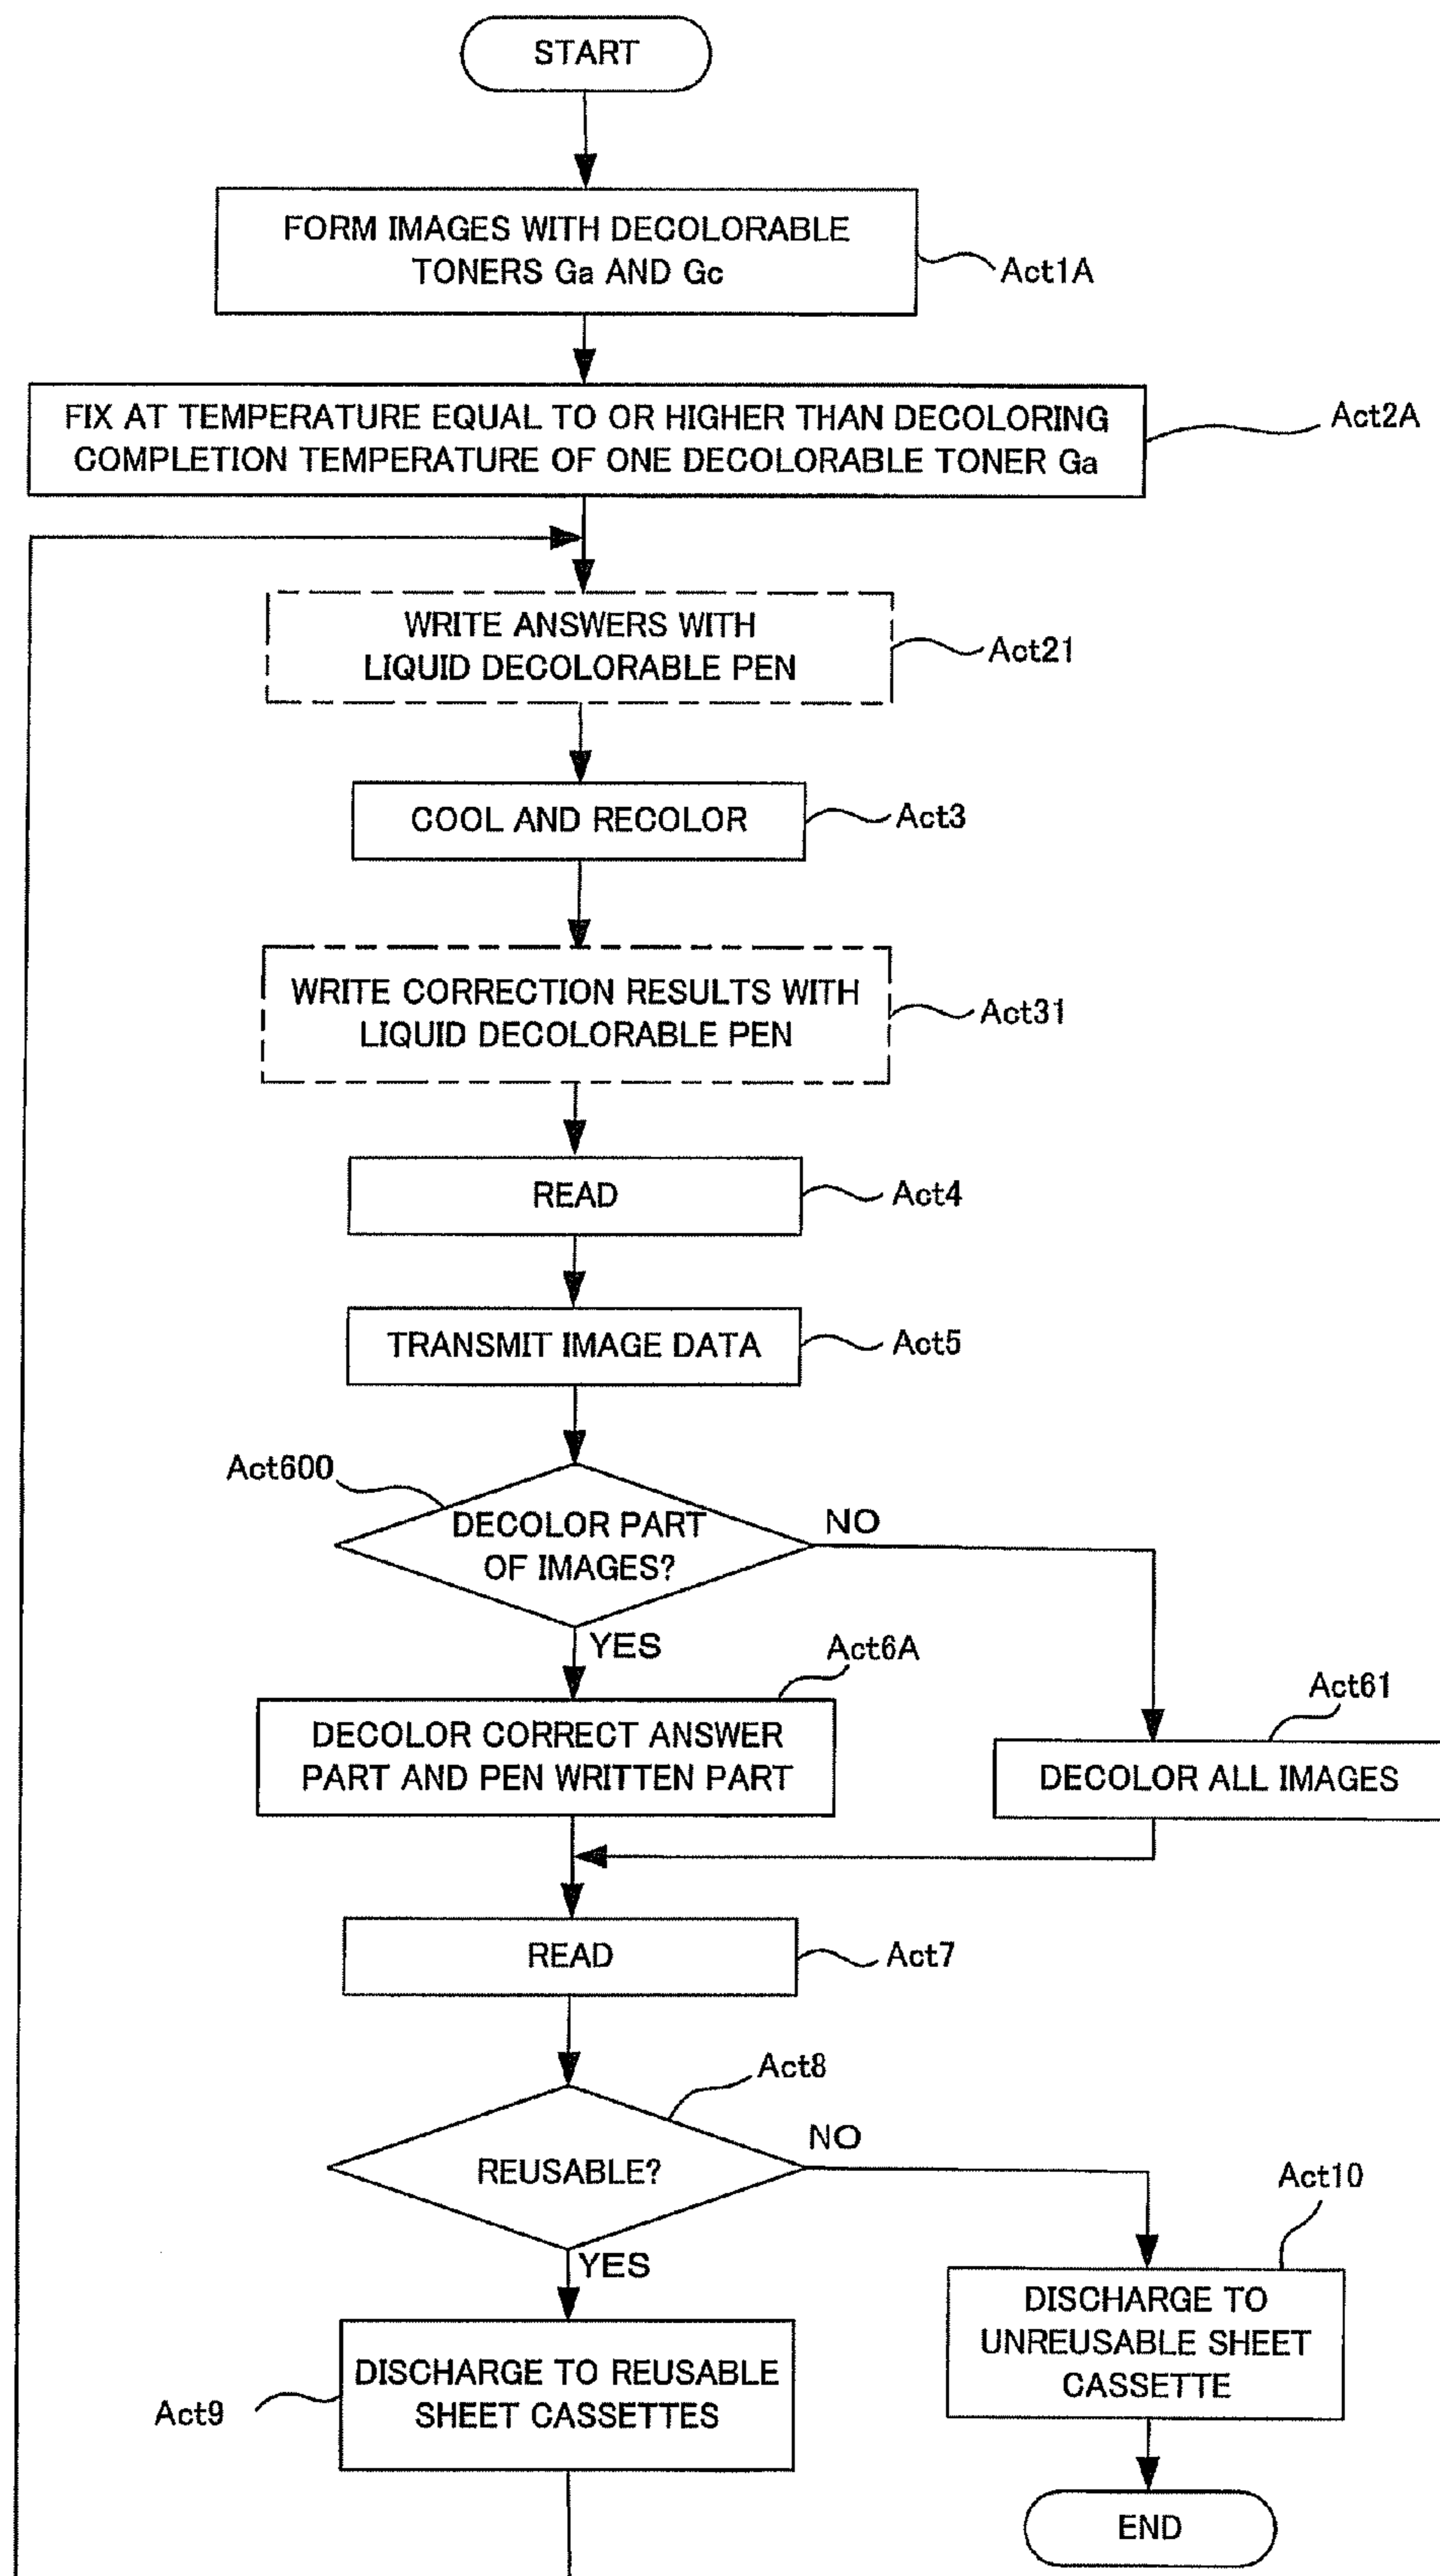 START
FORM IMAGES WITH DECOLORABLE
TONERS Ga AND Gc
Act1A
FIX AT TEMPERATURE EQUAL TO OR HIGHER THAN DECOLORING
COMPLETION TEMPERATURE OF ONE DECOLORABLE TONER Ga
Act2A
WRITE ANSWERS WITH
LIQUID DECOLORABLE PEN
Act21
COOL AND RECOLOR
Act3
WRITE CORRECTION RESULTS WITH
LIQUID DECOLORABLE PEN
Act31
READ
Act4
TRANSMIT IMAGE DATA
Act5
Act600
DECOLOR PART
OF IMAGES?
NO
YES
Act6A
DECOLOR CORRECT ANSWER
PART AND PEN WRITTEN PART
Act61
DECOLOR ALL IMAGES
READ
Act7
Act8
REUSABLE?
NO
YES
Act10
DISCHARGE TO
UNREUSABLE SHEET
CASSETTE
DISCHARGE TO REUSABLE
SHEET CASSETTES
Act9
END